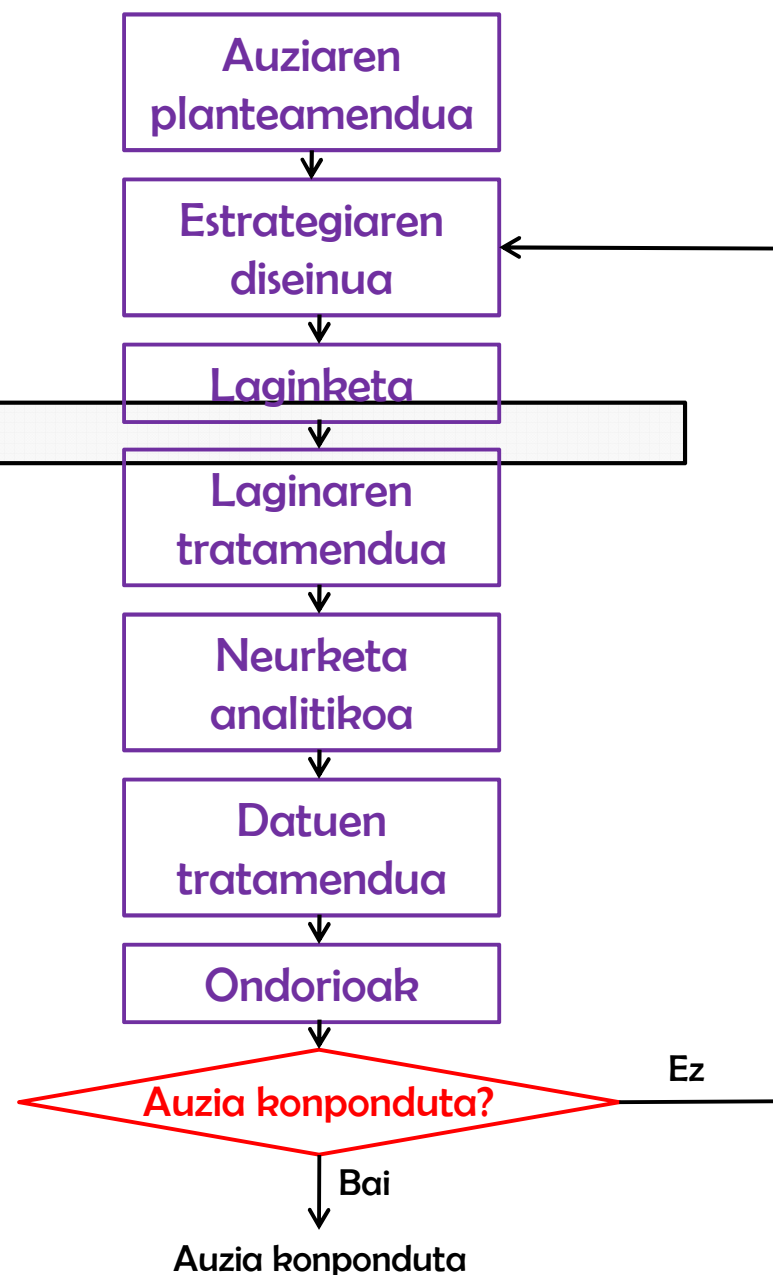 Auziaren
planteamendua
Estrategiaren
diseinua
Laginketa
Laginaren
tratamendua
Neurketa
analitikoa
Datuen
tratamendua
Ondorioak
Auzia konponduta?
Ez
Bai
Auzia konponduta